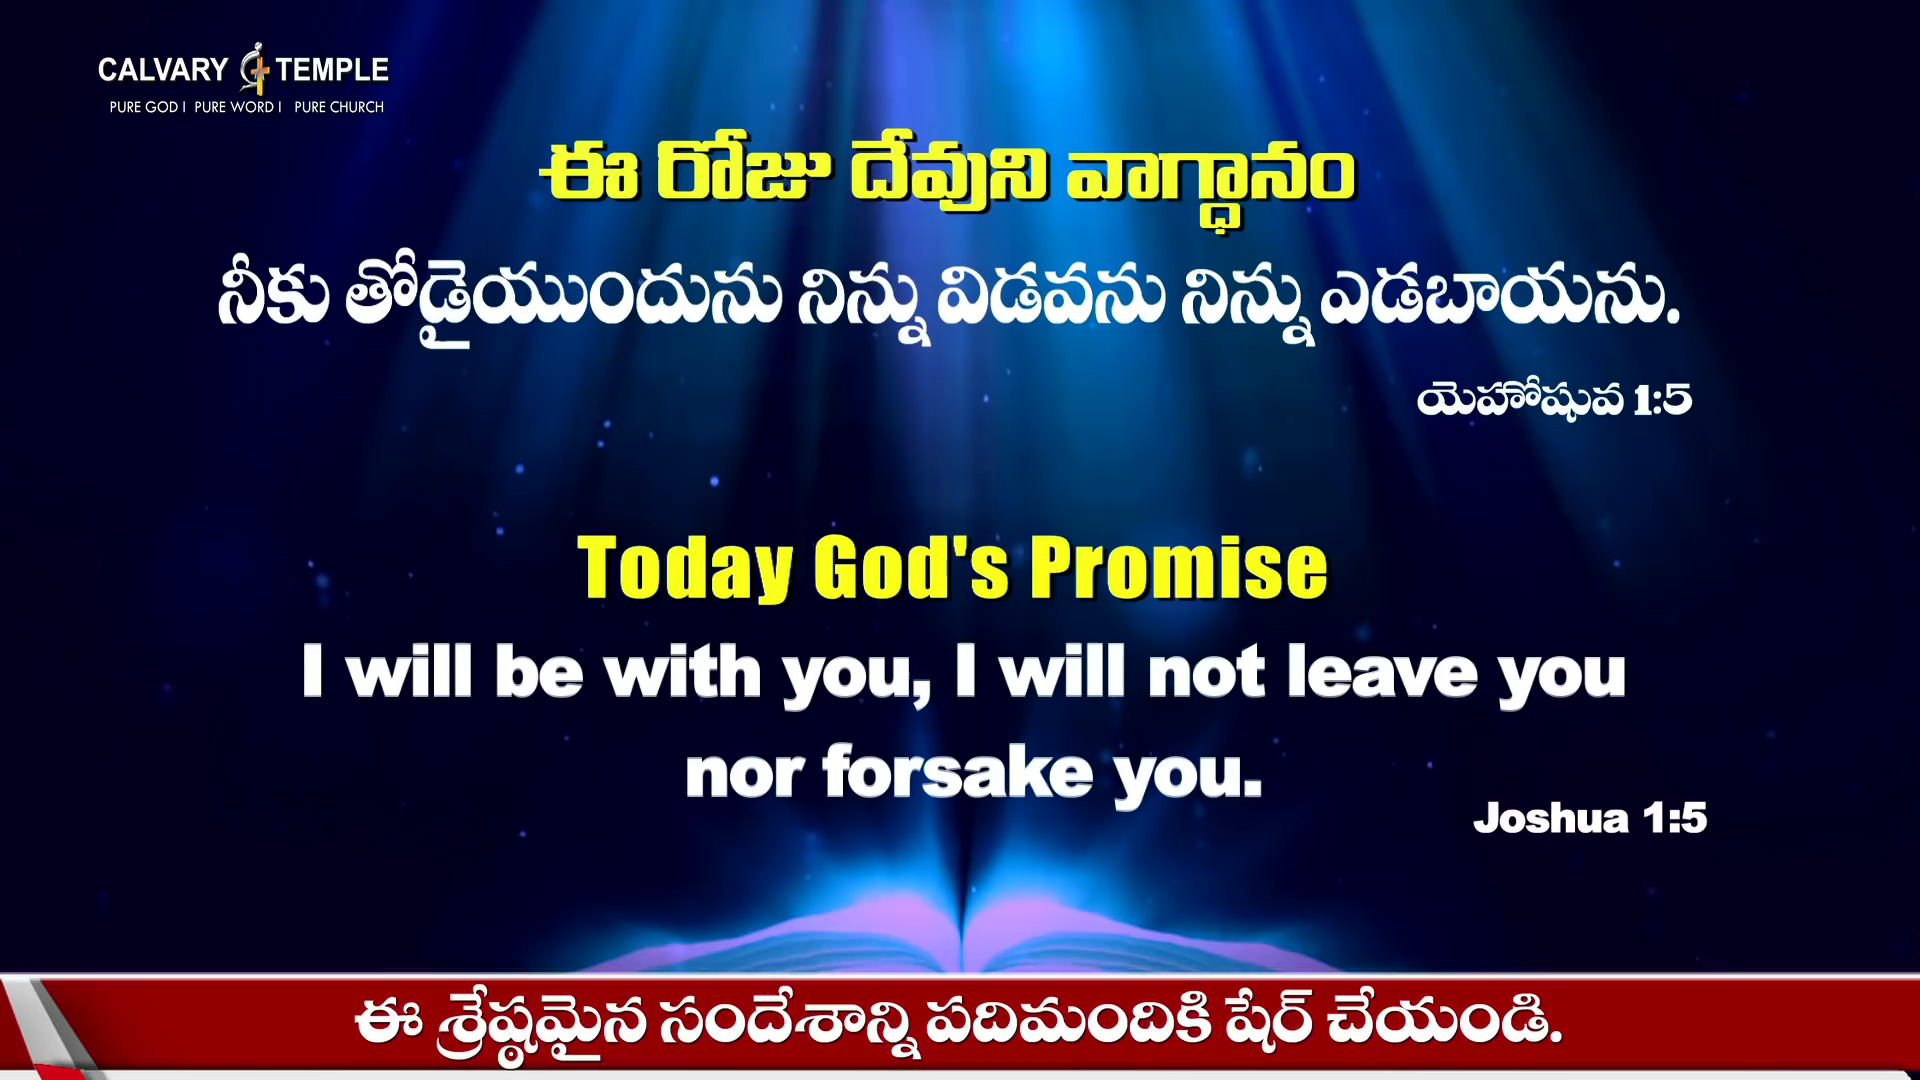 CALVARY TEMPLE
PURE GOD I PURE WORD I PURE CHURCH
ఈ రోజు దేవుని వాగ్ధానం
నీకు తోడైయుందును నిన్ను విడవను నిన్ను ఎడబాయను.
యెహోషువ 1:5
Today God's Promise
I will be with you, I will not leave you
nor forsake you.
Joshua 1:5
ఈ శ్రేష్ఠమైన సందేశాన్ని పదిమందికి షేర్ చేయండి.